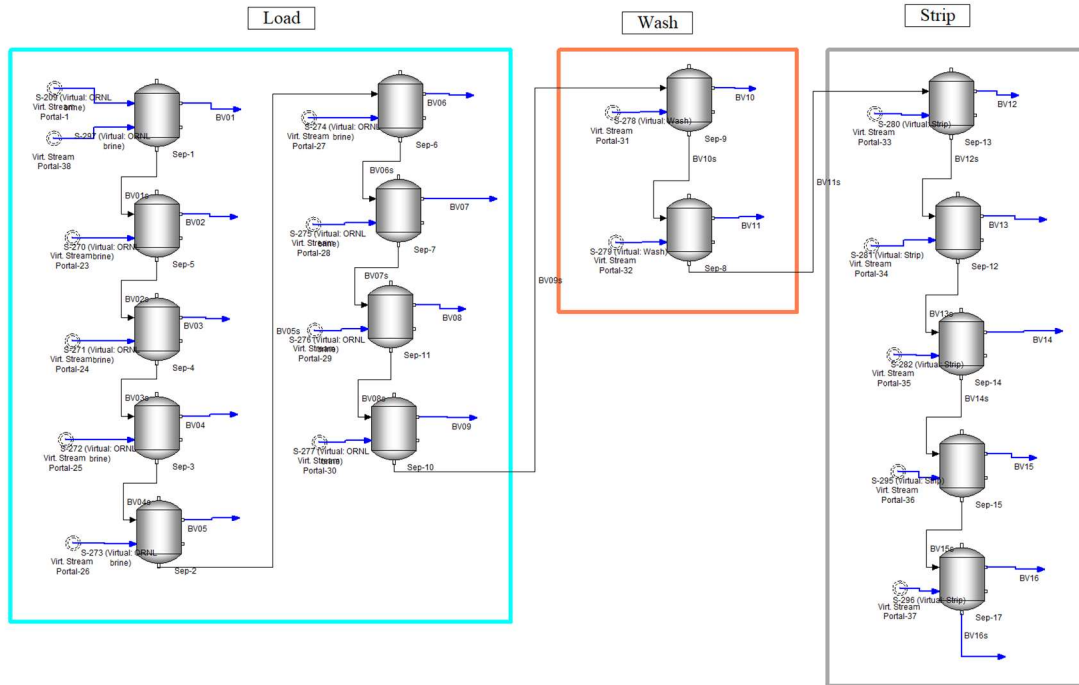 Load
Wash
Strip
S-209 (Virtual: ORNL
brine)
Virt. Stream
Portal-1
BV01
S-297 (Virtual: ORNL
brine)
Virt. Stream
Portal-38
Sep-1
BV01s
BV02
S-270 (Virtual: ORNL
brine)
Virt. Stream
Portal-23
Sep-5
BV02s
BV03
S-271 (Virtual: ORNL
brine)
Virt. Stream
Portal-24
Sep-4
BV03s
BV04
S-272 (Virtual: ORNL
brine)
Virt. Stream
Portal-25
Sep-3
BV04s
BV05
S-273 (Virtual: ORNL
brine)
Virt. Stream
Portal-26
Sep-2
BV05s
BV06
S-274 (Virtual: ORNL
brine)
Virt. Stream
Portal-27
Sep-6
BV06s
BV07
S-275 (Virtual: ORNL
brine)
Virt. Stream
Portal-28
Sep-7
BV07s
BV08
S-276 (Virtual: ORNL
brine)
Virt. Stream
Portal-29
Sep-11
BV08s
BV09
S-277 (Virtual: ORNL
brine)
Virt. Stream
Portal-30
Sep-10
BV09s
BV10
S-278 (Virtual: Wash)
Virt. Stream
Portal-31
Sep-9
BV10s
BV11
S-279 (Virtual: Wash)
Virt. Stream
Portal-32
Sep-8
BV11s
BV12
S-280 (Virtual: Strip)
Virt. Stream
Portal-33
Sep-13
BV12s
BV13
S-281 (Virtual: Strip)
Virt. Stream
Portal-34
Sep-12
BV13s
BV14
S-282 (Virtual: Strip)
Virt. Stream
Portal-35
Sep-14
BV14s
BV15
S-295 (Virtual: Strip)
Virt. Stream
Portal-36
Sep-15
BV15s
BV16
S-296 (Virtual: Strip)
Virt. Stream
Portal-37
Sep-17
BV16s